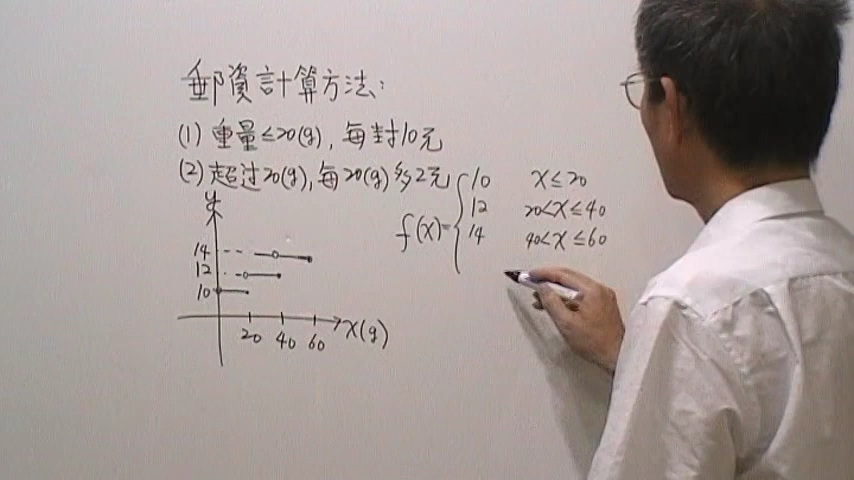 郵資計算方法:
(1) 重量≤20(g), 每封10元
(2) 超过20(g), 每20(g)多2元
f(x)={
10 x≤20
12 20<x≤40
14 40<x≤60
y
14
12
10
20 40 60 x(g)